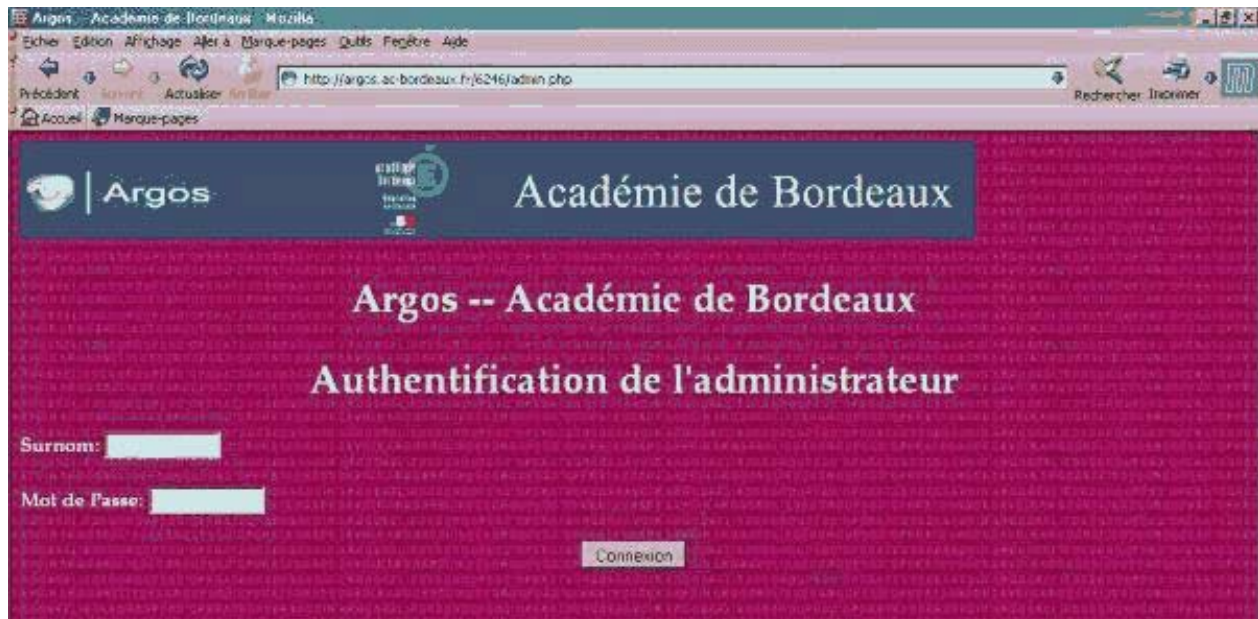 Argos - Académie de Bordeaux - Mozilla
Fichier Edition Affichage Aller à Marque-pages Outils Fenêtre Aide
http://argos.ac-bordeaux.fr/6246/admin.php
Précédent Suivant Actualiser Arrêter Rechercher Imprimer
Accueil Marque-pages
Argos Académie de Bordeaux
Argos -- Académie de Bordeaux
Authentification de l'administrateur
Surnom:
Mot de Passe:
Connexion